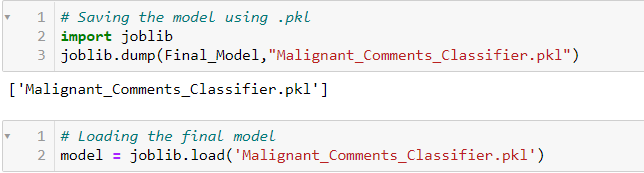 1 # Saving the model using .pkl
2 import joblib
3 joblib.dump(Final_Model,"Malignant_Comments_Classifier.pkl")
['Malignant_Comments_Classifier.pkl']
1 # Loading the final model
2 model = joblib.load('Malignant_Comments_Classifier.pkl')